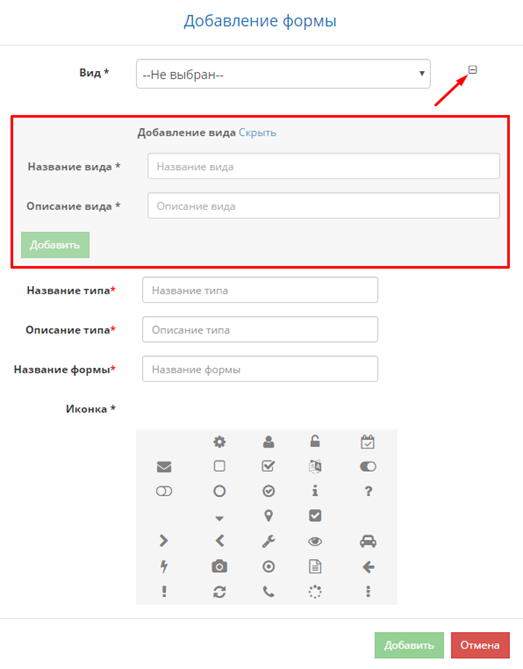 Добавление формы
Вид * --Не выбран--
Добавление вида Скрыть
Название вида * Название вида
Описание вида * Описание вида
Добавить
Название типа* Название типа
Описание типа* Описание типа
Название формы* Название формы
Иконка *
Добавить Отмена